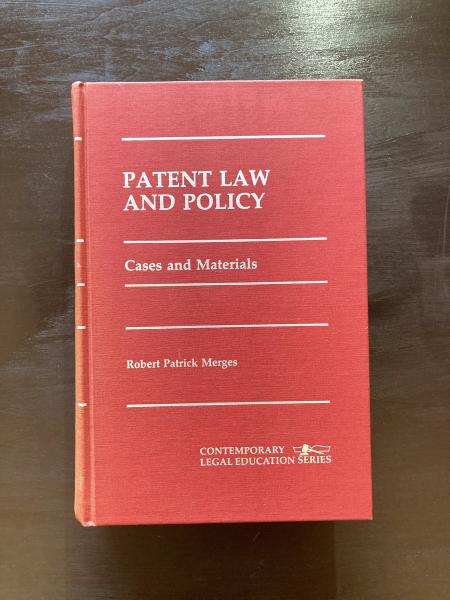 PATENT LAW
AND POLICY
Cases and Materials
Robert Patrick Merges
CONTEMPORARY
LEGAL EDUCATION SERIES